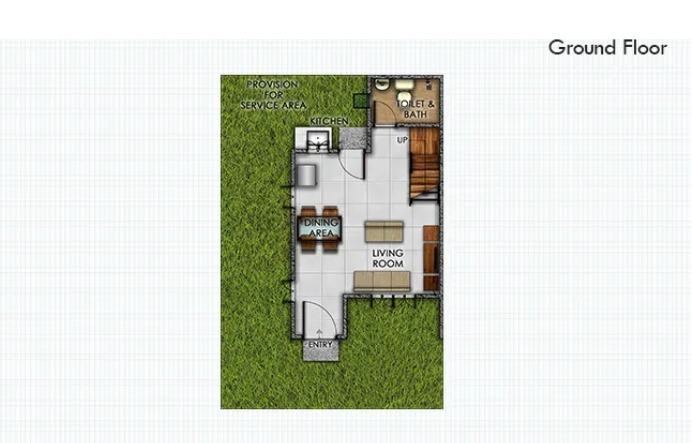 Ground Floor
PROVISION
FOR
SERVICE AREA
TOILET &
BATH
KITCHEN
UP
DINING
AREA
LIVING
ROOM
ENTRY